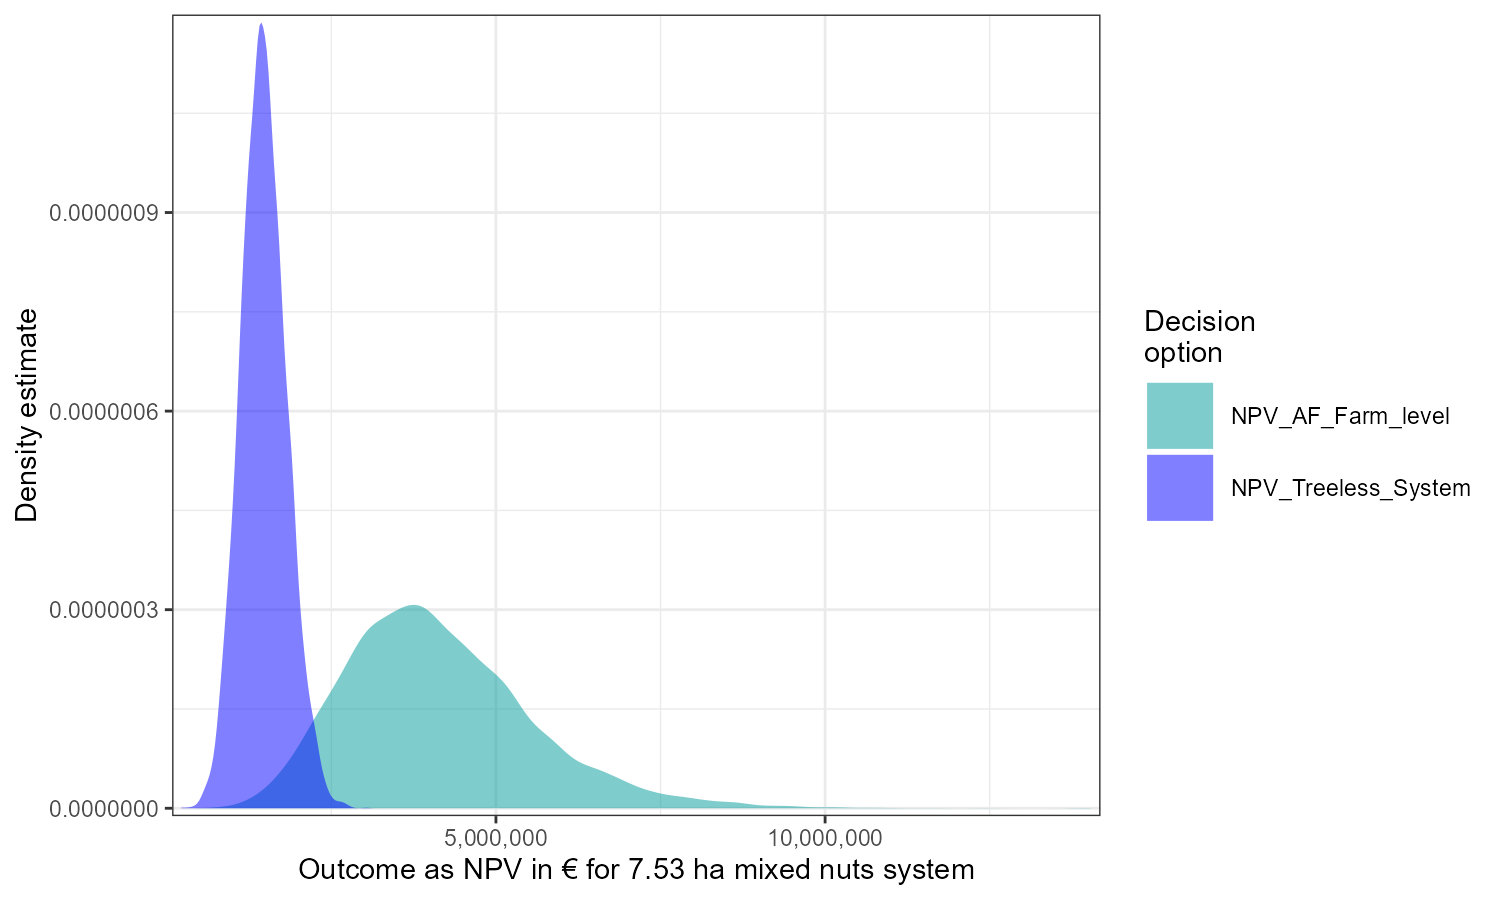 Density estimate
0.0000009
0.0000006
0.0000003
0.0000000
5,000,000
10,000,000
Outcome as NPV in € for 7.53 ha mixed nuts system
Decision
option
NPV_AF_Farm_level
NPV_Treeless_System